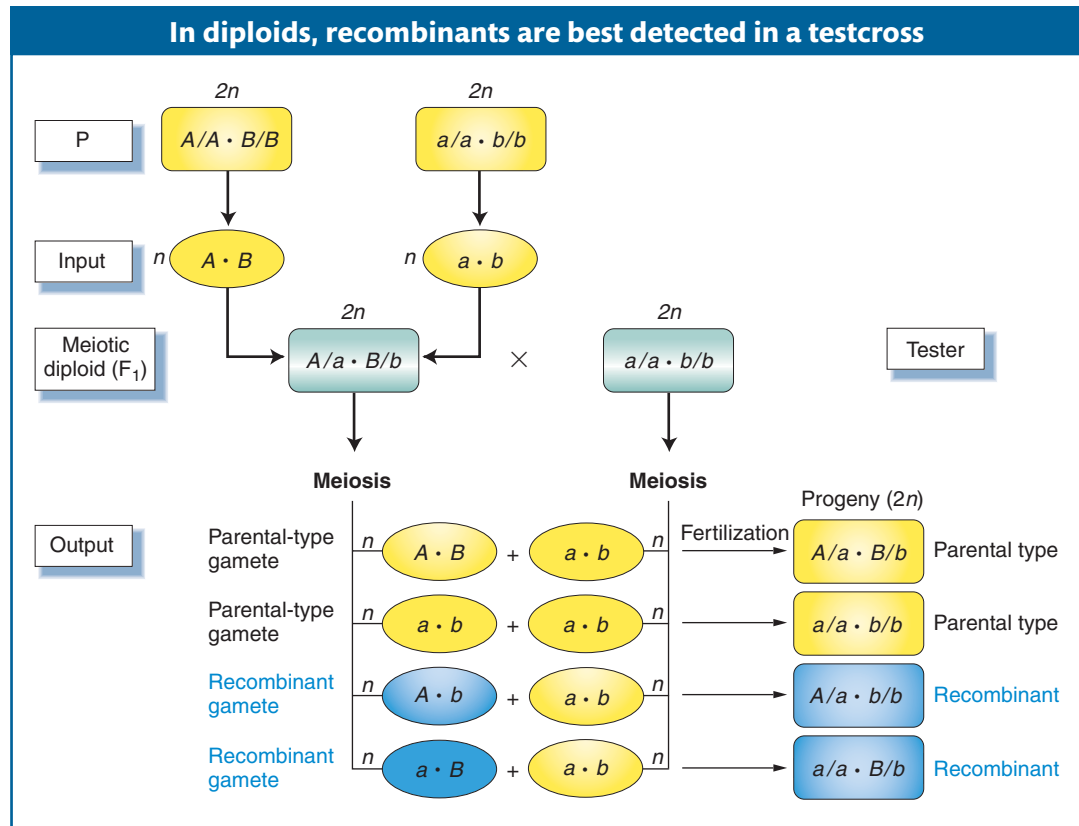 In diploids, recombinants are best detected in a testcross
2n 2n
P A/A • B/B a/a • b/b
Input n A • B n a • b
2n 2n
Meiotic
diploid (F1) A/a • B/b × a/a • b/b Tester
Meiosis Meiosis
Progeny (2n)
Output
Parental-type
gamete n A • B + a • b n Fertilization A/a • B/b Parental type
Parental-type
gamete n a • b + a • b n a/a • b/b Parental type
Recombinant
gamete n A • b + a • b n A/a • b/b Recombinant
Recombinant
gamete n a • B + a • b n a/a • B/b Recombinant